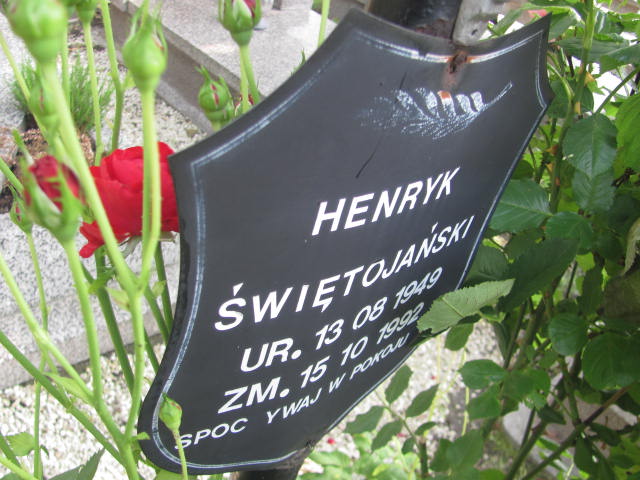 HENRYK
ŚWIĘTOJAŃSKI
UR. 13 08 1949
ZM. 15 10 1992
SPOC YWAJ W POKOJU